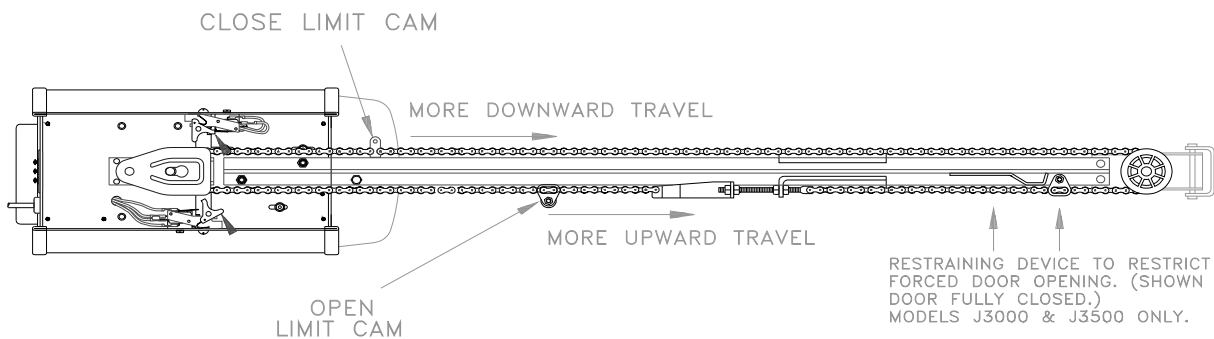 CLOSE LIMIT CAM
MORE DOWNWARD TRAVEL
MORE UPWARD TRAVEL
OPEN
LIMIT CAM
RESTRAINING DEVICE TO RESTRICT
FORCED DOOR OPENING. (SHOWN
DOOR FULLY CLOSED.)
MODELS J3000 & J3500 ONLY.